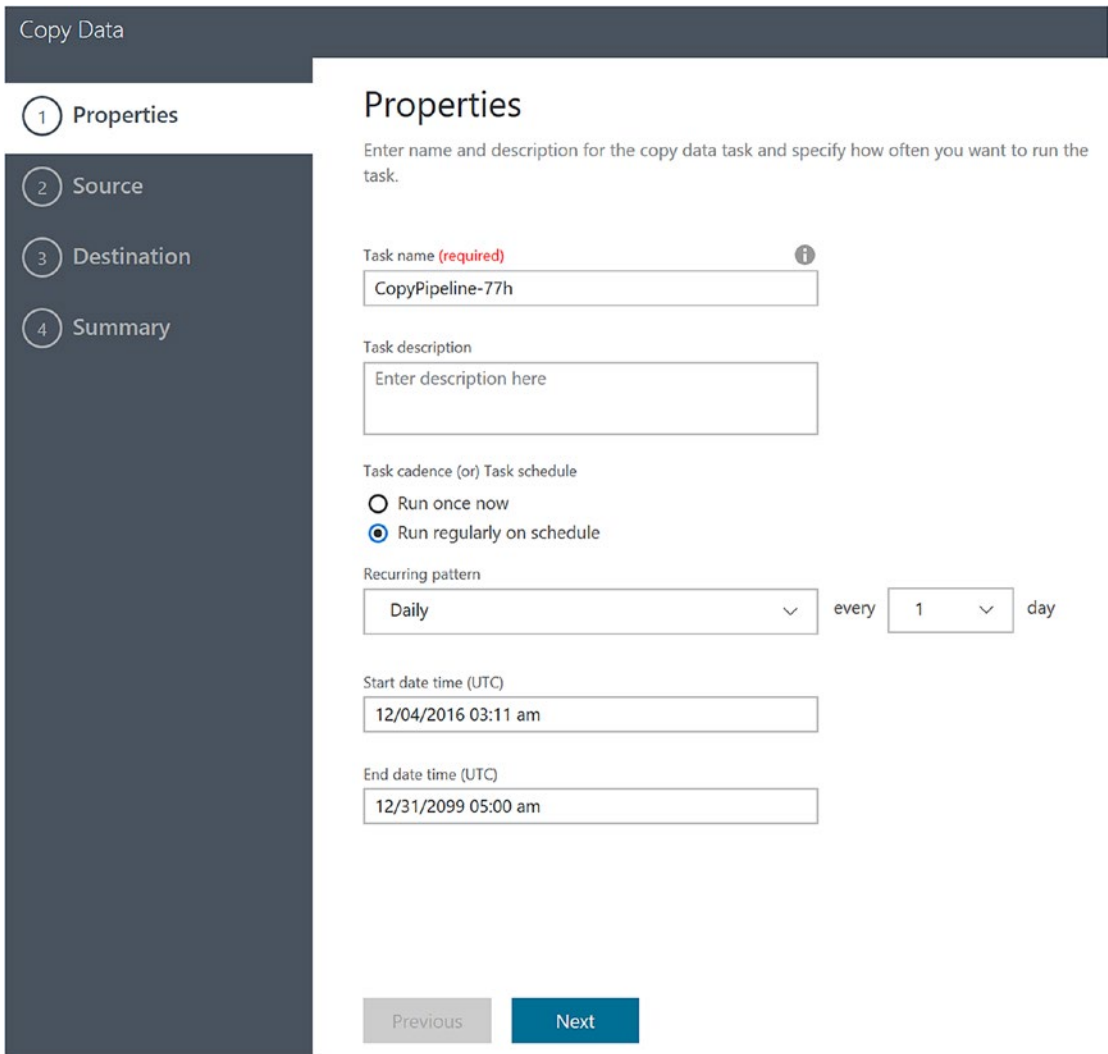 Copy Data
1 Properties
2 Source
3 Destination
4 Summary
Properties
Enter name and description for the copy data task and specify how often you want to run the
task.
Task name (required)
CopyPipeline-77h
Task description
Enter description here
Task cadence (or) Task schedule
Run once now
Run regularly on schedule
Recurring pattern
Daily every 1 day
Start date time (UTC)
12/04/2016 03:11 am
End date time (UTC)
12/31/2099 05:00 am
Previous Next